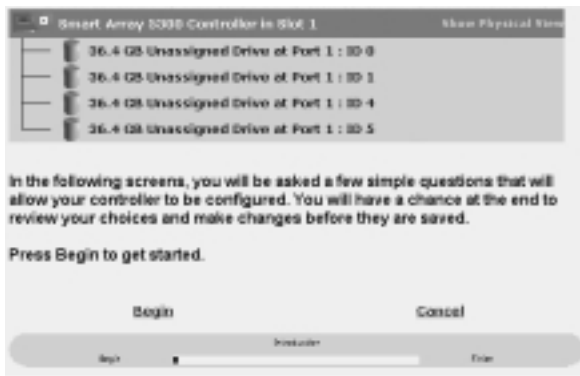 Smart Array 5300 Controller in Slot 1 Show Physical View
36.4 GB Unassigned Drive at Port 1 : ID 0
36.4 GB Unassigned Drive at Port 1 : ID 1
36.4 GB Unassigned Drive at Port 1 : ID 4
36.4 GB Unassigned Drive at Port 1 : ID 5
In the following screens, you will be asked a few simple questions that will
allow your controller to be configured. You will have a chance at the end to
review your choices and make changes before they are saved.
Press Begin to get started.
Begin Cancel
Introduction
Begin